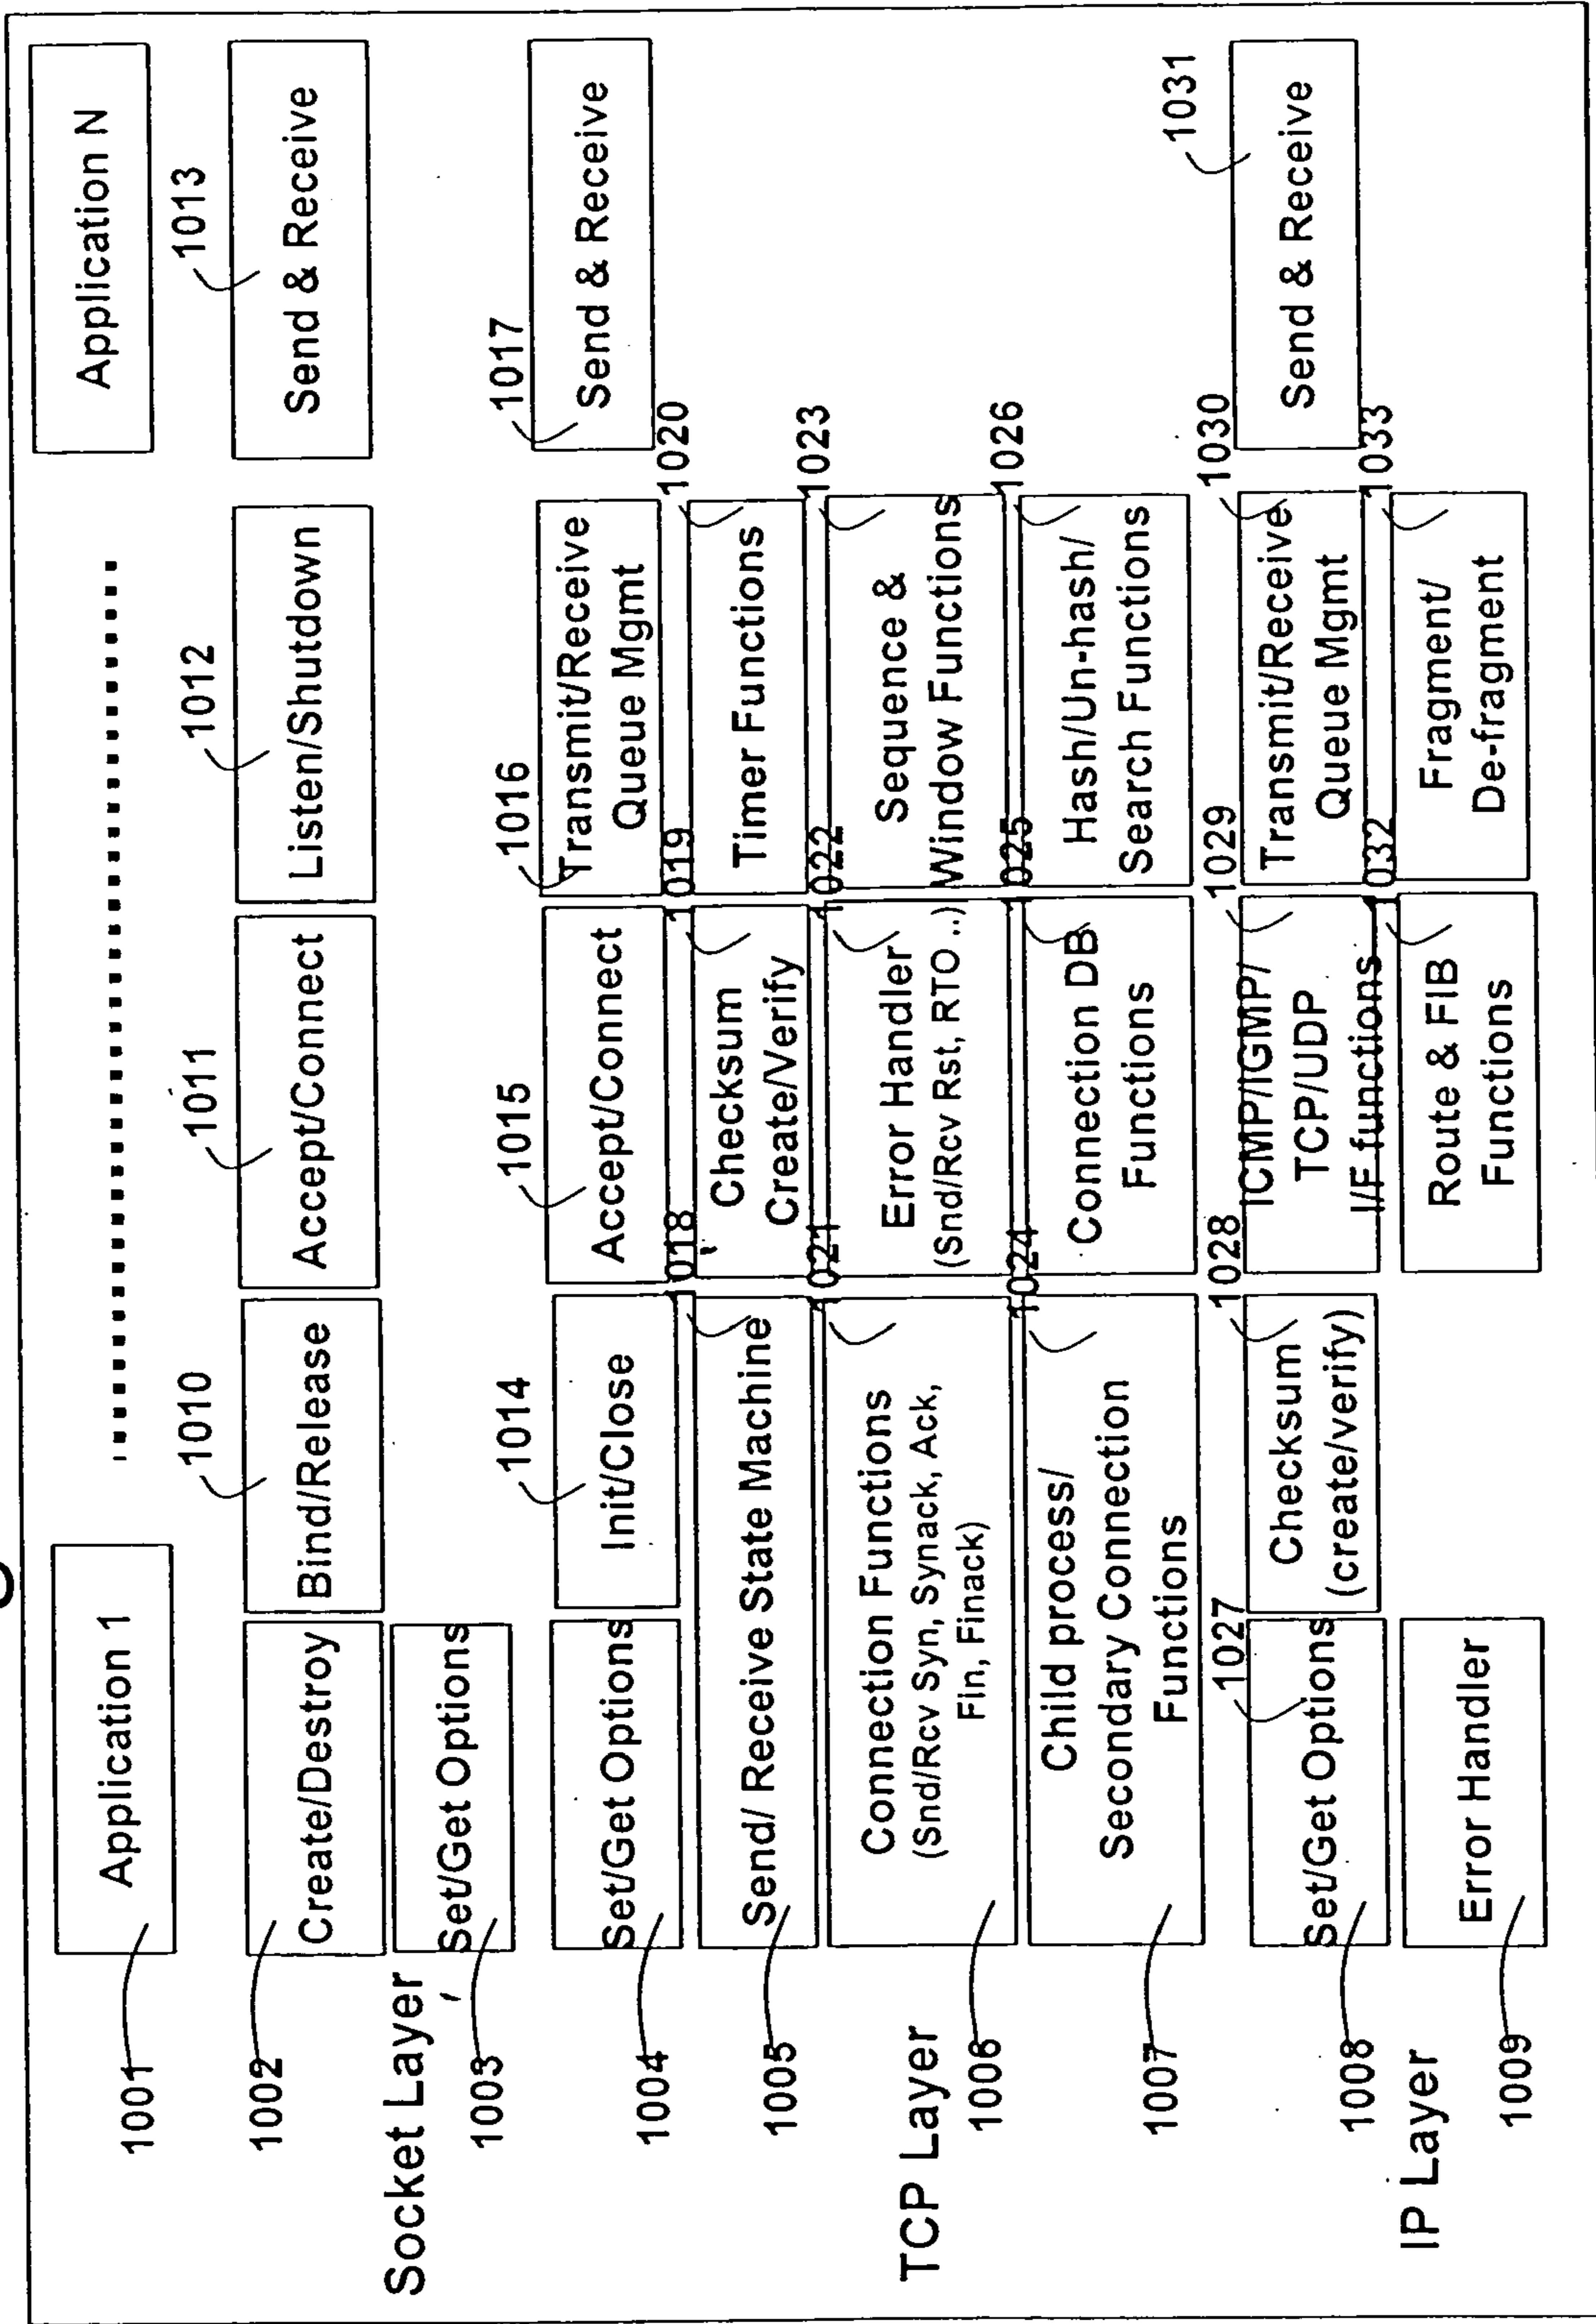 Application 1
Application N
1001
1010
1011
1012
1013
Create/Destroy
Bind/Release
Accept/Connect
Listen/Shutdown
Send & Receive
1002
Socket Layer
Set/Get Options
1003
1014
1015
1016
1017
Set/Get Options
Init/Close
Accept/Connect
Transmit/Receive
Queue Mgmt
Send & Receive
1004
1018
1019
1020
Send/ Receive State Machine
Checksum
Create/Verify
Timer Functions
1005
1021
1022
1023
TCP Layer
Connection Functions
(Snd/Rcv Syn, Synack, Ack,
Fin, Finack)
Error Handler
(Snd/Rcv Rst, RTO ..)
Sequence &
Window Functions
1006
1024
1025
1026
Child process/
Secondary Connection
Functions
Connection DB
Functions
Hash/Un-hash/
Search Functions
1007
1027
1028
1029
1030
1031
Set/Get Options
Checksum
(create/verify)
ICMP/IGMP/
TCP/UDP
I/F functions
Transmit/Receive
Queue Mgmt
Send & Receive
1008
IP Layer
1032
1033
Error Handler
Route & FIB
Functions
Fragment/
De-fragment
1009